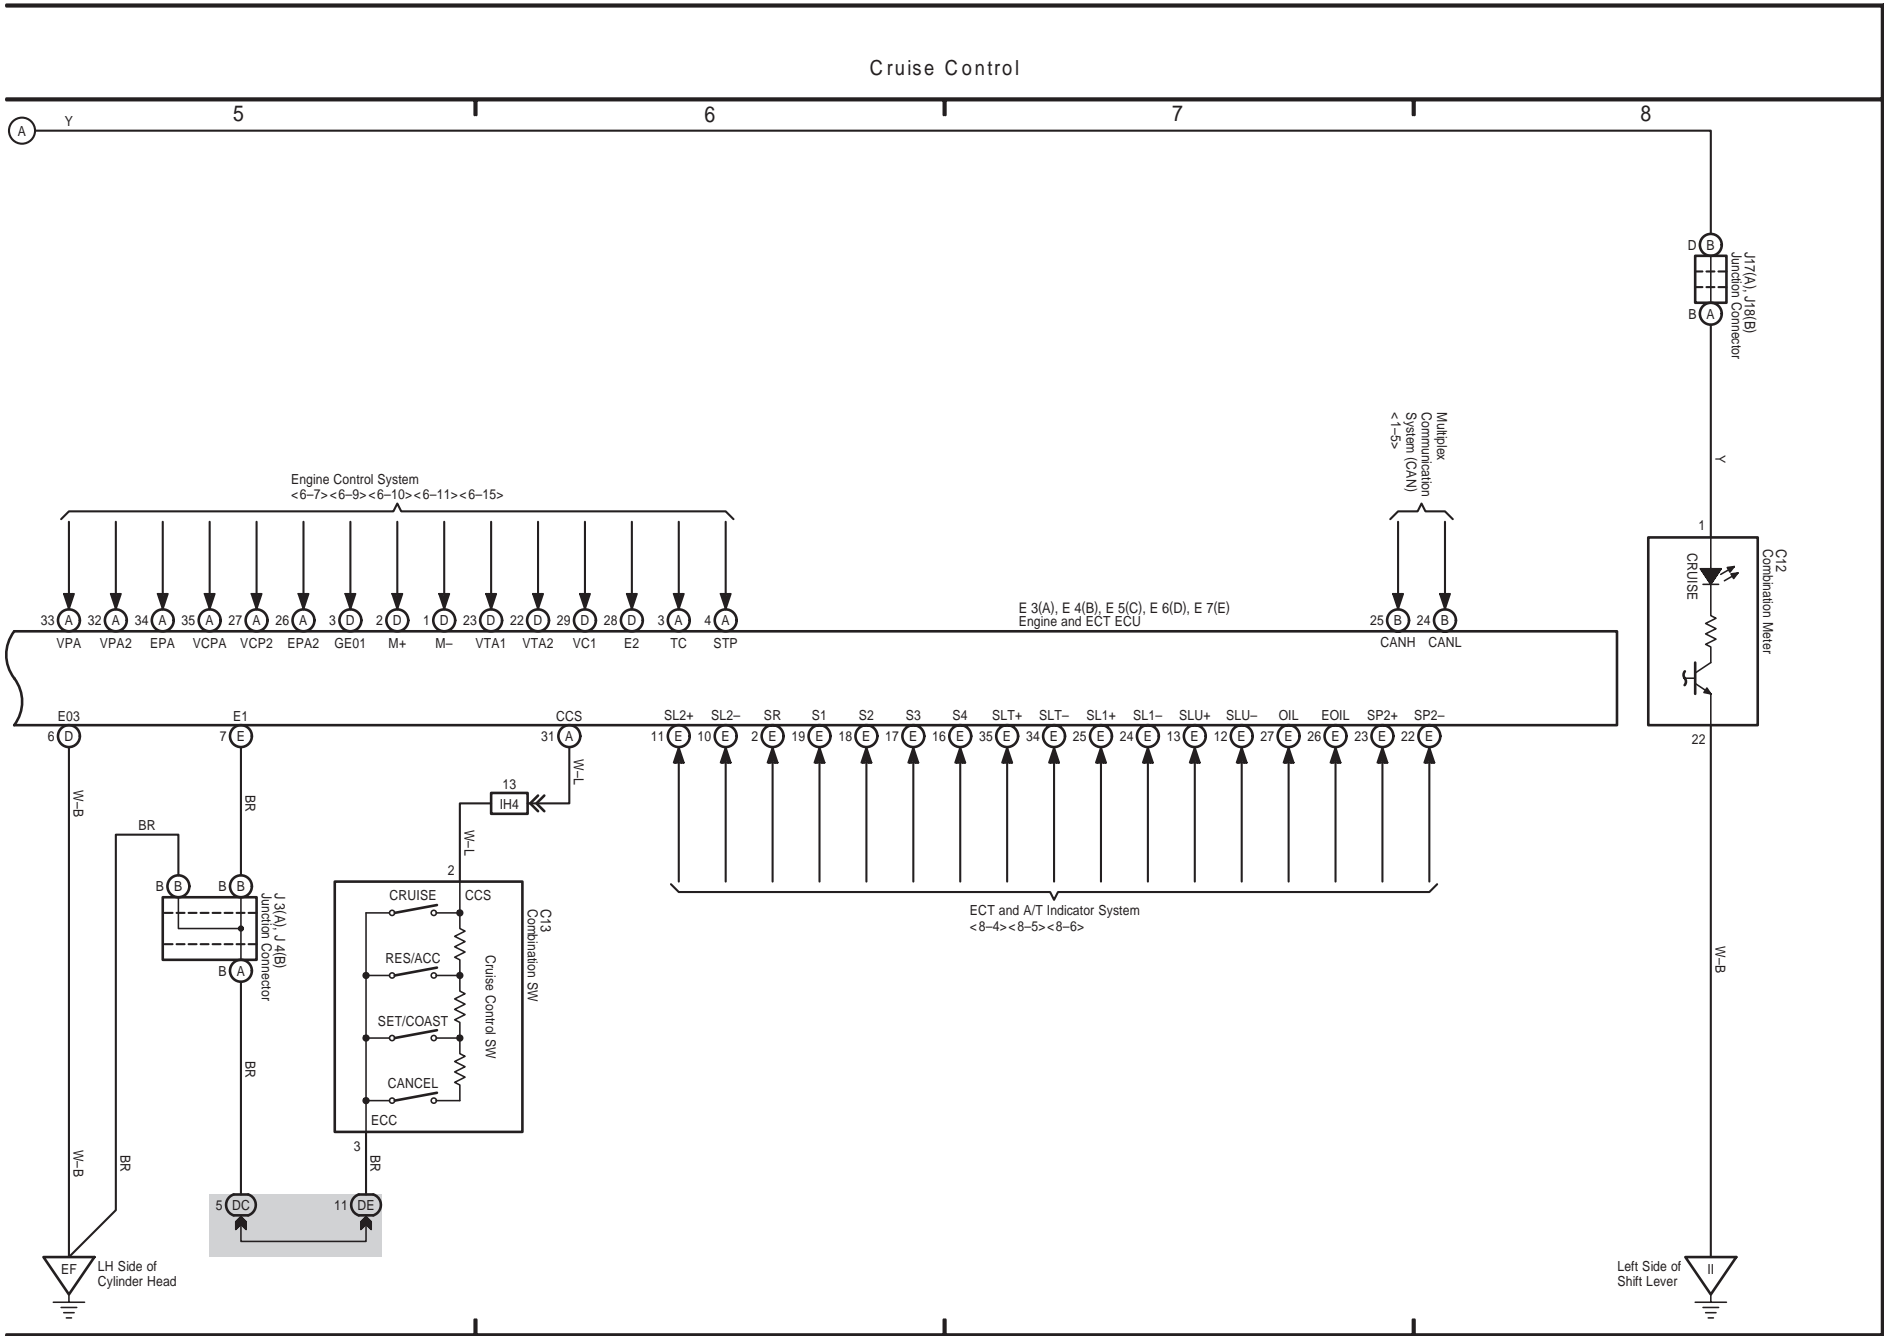 Cruise Control
5
6
7
8
A
Y
D B
J17(A), J18(B)
Junction Connector
B A
Y
Multiplex
Communication
System (CAN)
<1–5>
Engine Control System
<6–7><6–9><6–10><6–11><6–15>
1
C12
Combination Meter
CRUISE
33 A 32 A 34 A 35 A 27 A 26 A 3 D 2 D 1 D 23 D 22 D 29 D 28 D 3 A 4 A
E 3(A), E 4(B), E 5(C), E 6(D), E 7(E)
Engine and ECT ECU
25 B 24 B
VPA VPA2 EPA VCPA VCP2 EPA2 GE01 M+ M– VTA1 VTA2 VC1 E2 TC STP
CANH CANL
E03 E1 CCS SL2+ SL2– SR S1 S2 S3 S4 SLT+ SLT– SL1+ SL1– SLU+ SLU– OIL EOIL SP2+ SP2–
6 D 7 E 31 A 11 E 10 E 2 E 19 E 18 E 17 E 16 E 35 E 34 E 25 E 24 E 13 E 12 E 27 E 26 E 23 E 22 E
22
W–L
13
IH4
W–B
BR
BR
W–L
2
B B
B B
J 3(A), J 4(B)
Junction Connector
B A
CRUISE
CCS
C13
Combination SW
RES/ACC
Cruise Control SW
SET/COAST
CANCEL
ECC
3
ECT and A/T Indicator System
<8–4><8–5><8–6>
W–B
BR
W–B
BR
BR
5 DC
11 DE
EF
LH Side of
Cylinder Head
Left Side of
Shift Lever
II